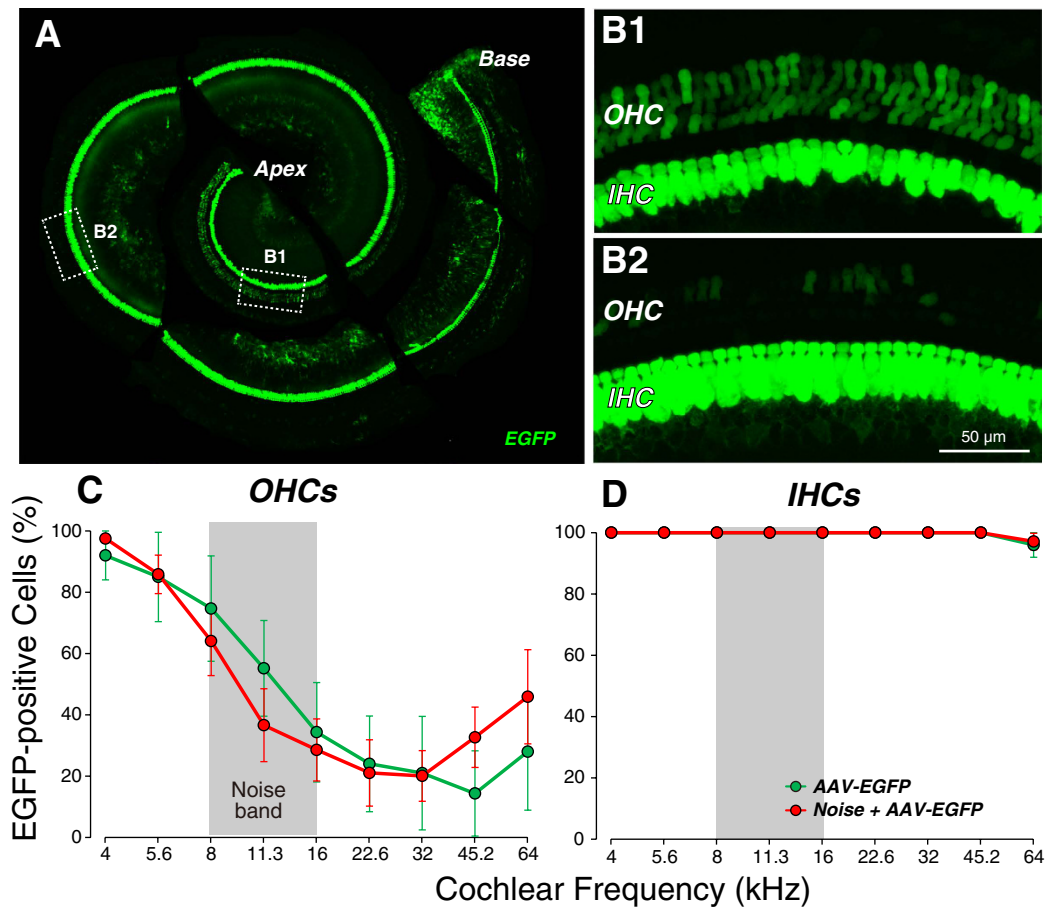 A
Base
Apex
B2
B1
EGFP
B1
OHC
IHC
B2
OHC
IHC
50 µm
C
OHCs
D
IHCs
EGFP-positive Cells (%)
100
80
60
40
20
0
Noise
band
4
5.6
8
11.3
16
22.6
32
45.2
64
100
80
60
40
20
0
AAV-EGFP
Noise + AAV-EGFP
4
5.6
8
11.3
16
22.6
32
45.2
64
Cochlear Frequency (kHz)